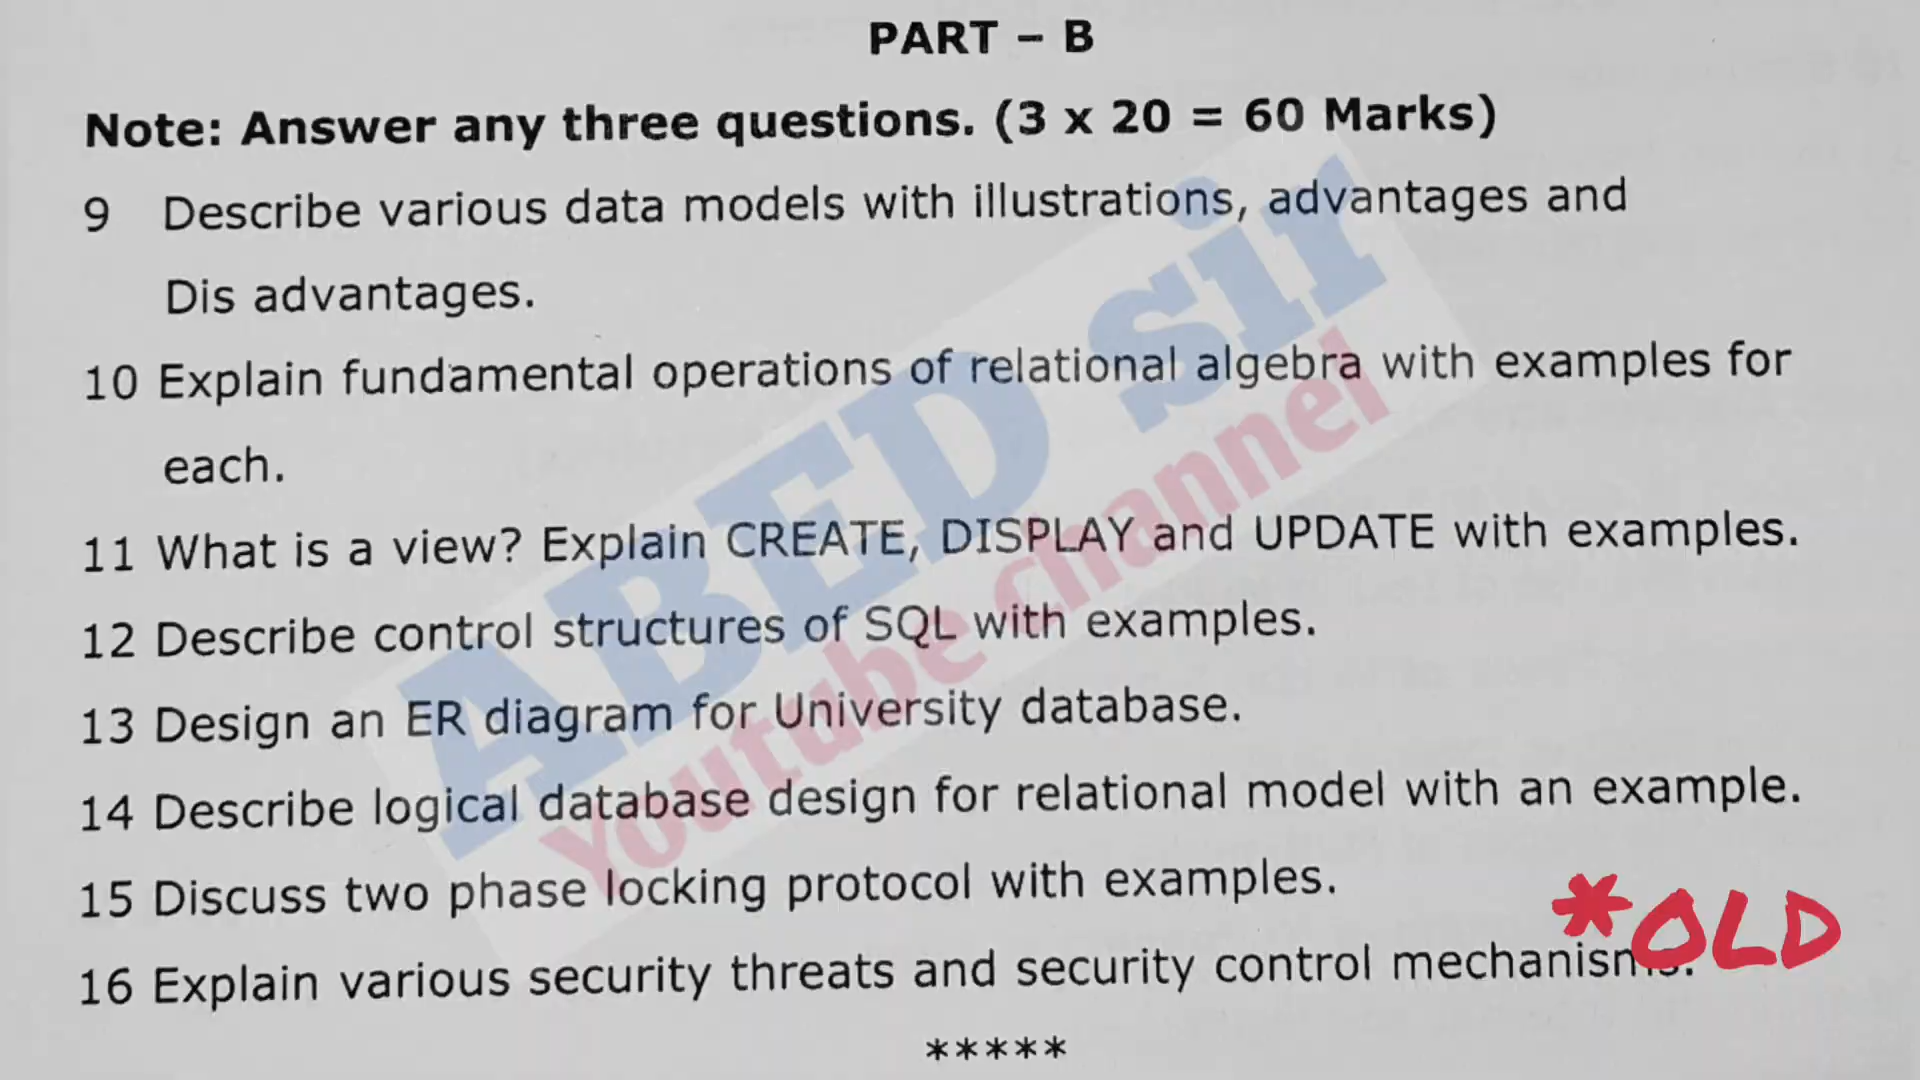 PART – B
Note: Answer any three questions. (3 x 20 = 60 Marks)
9 Describe various data models with illustrations, advantages and
Dis advantages.
10 Explain fundamental operations of relational algebra with examples for
each.
11 What is a view? Explain CREATE, DISPLAY and UPDATE with examples.
12 Describe control structures of SQL with examples.
13 Design an ER diagram for University database.
14 Describe logical database design for relational model with an example.
15 Discuss two phase locking protocol with examples.
16 Explain various security threats and security control mechanisms.
*OLD
*****
ABED sir
Youtube channel